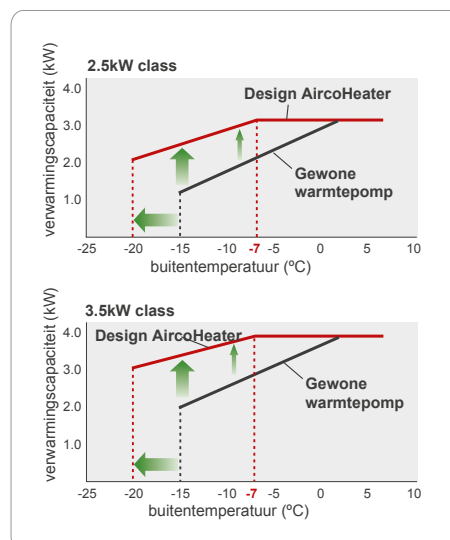 2.5kW class
verwarmingscapaciteit (kW)
4.0
3.0
2.0
1.0
Design AircoHeater
Gewone
warmtepomp
-25 -20 -15 -10 -7 -5 0 5 10
buitentemperatuur (ºC)
3.5kW class
verwarmingscapaciteit (kW)
4.0
3.0
2.0
1.0
Design AircoHeater
Gewone
warmtepomp
-25 -20 -15 -10 -7 -5 0 5 10
buitentemperatuur (ºC)